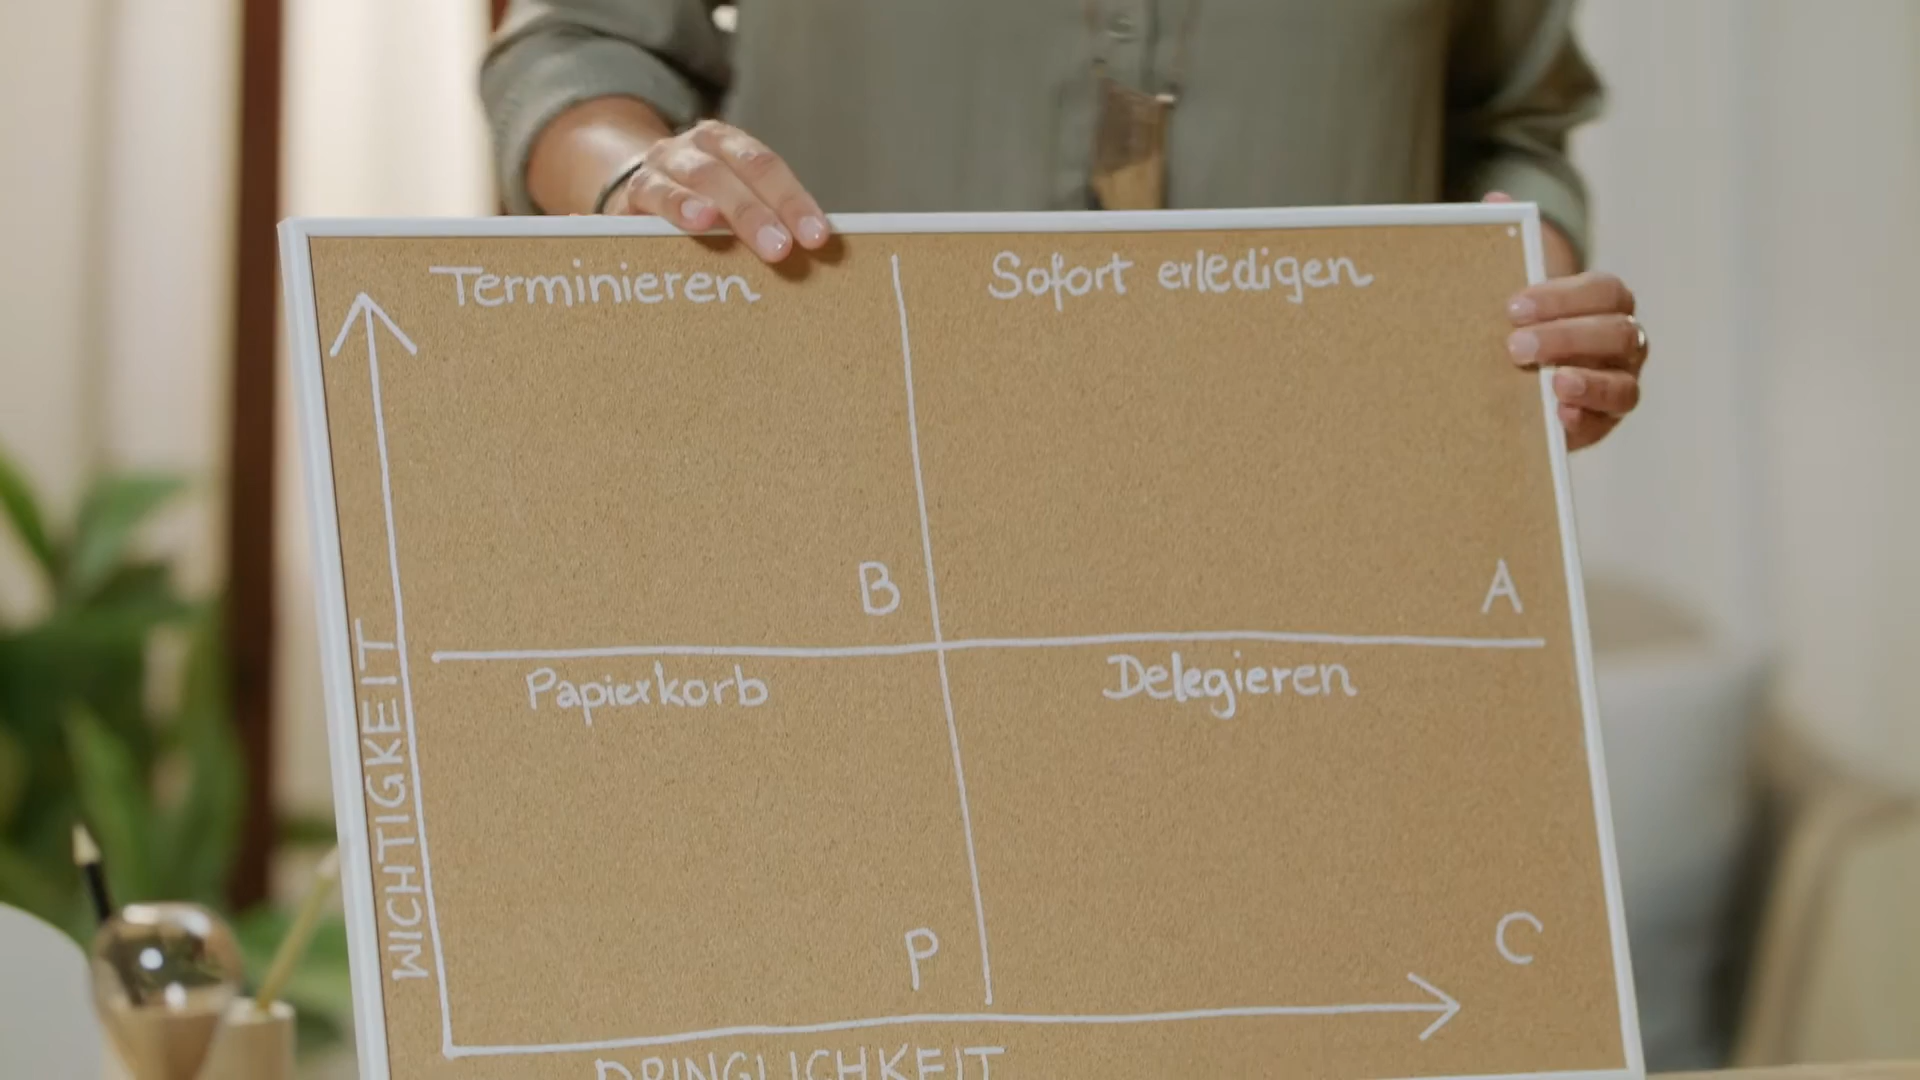 Terminieren
Sofort erledigen
B
A
Papierkorb
Delegieren
P
C
WICHTIGKEIT
DRINGLICHKEIT